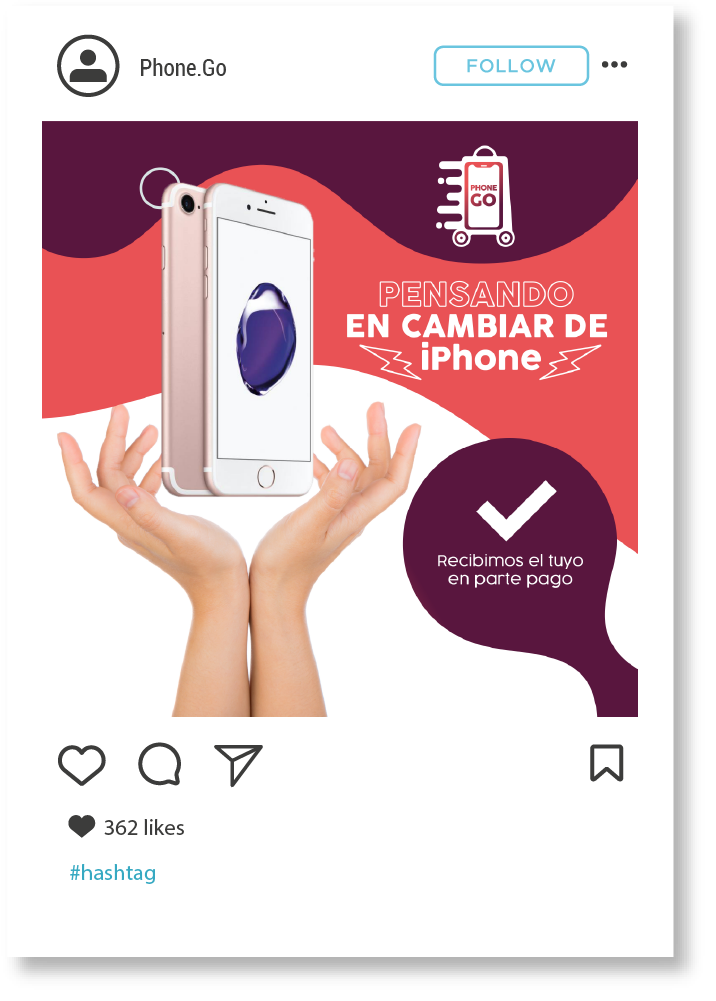 Phone.Go
FOLLOW
PHONE
GO
PENSANDO
EN CAMBIAR DE
iPhone
Recibimos el tuyo
en parte pago
362 likes
#hashtag